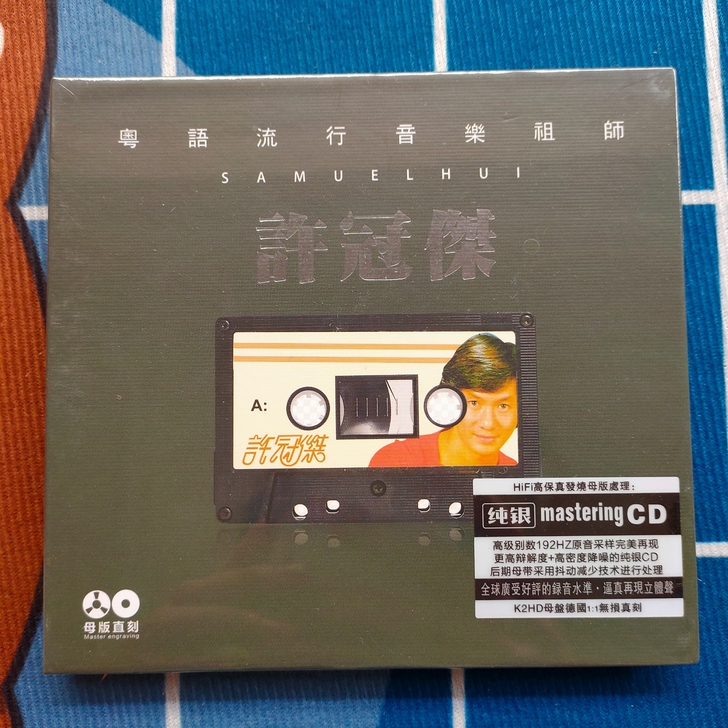 粵語流行音樂祖師
SAMUELHUI
許冠傑
A:
許冠傑
HiFi高保真發燒母版處理：
纯银 mastering CD
高级别数192HZ原音采样完美再现
更高辩解度+高密度降噪的纯银CD
后期母带采用抖动减少技术进行处理
全球廣受好評的録音水準，逼真再現立體聲
K2HD母盤德國1:1無損真刻
母版直刻
Master engraving